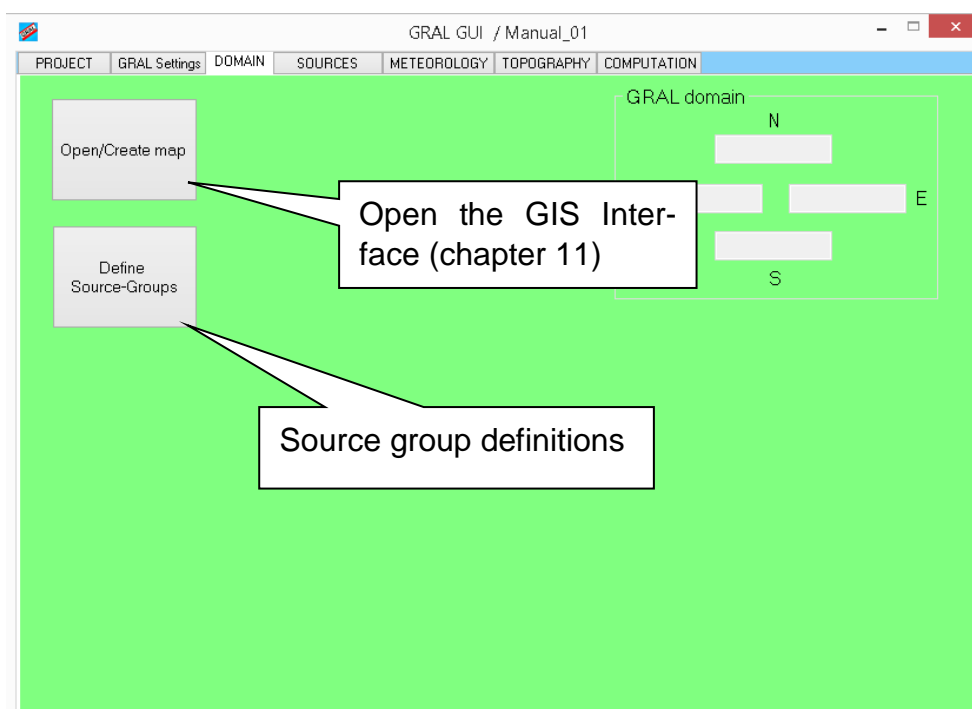 GRAL GUI / Manual_01
PROJECT GRAL Settings DOMAIN SOURCES METEOROLOGY TOPOGRAPHY COMPUTATION
GRAL domain
N
Open/Create map
E
Open the GIS Inter-
face (chapter 11)
S
Define
Source-Groups
Source group definitions